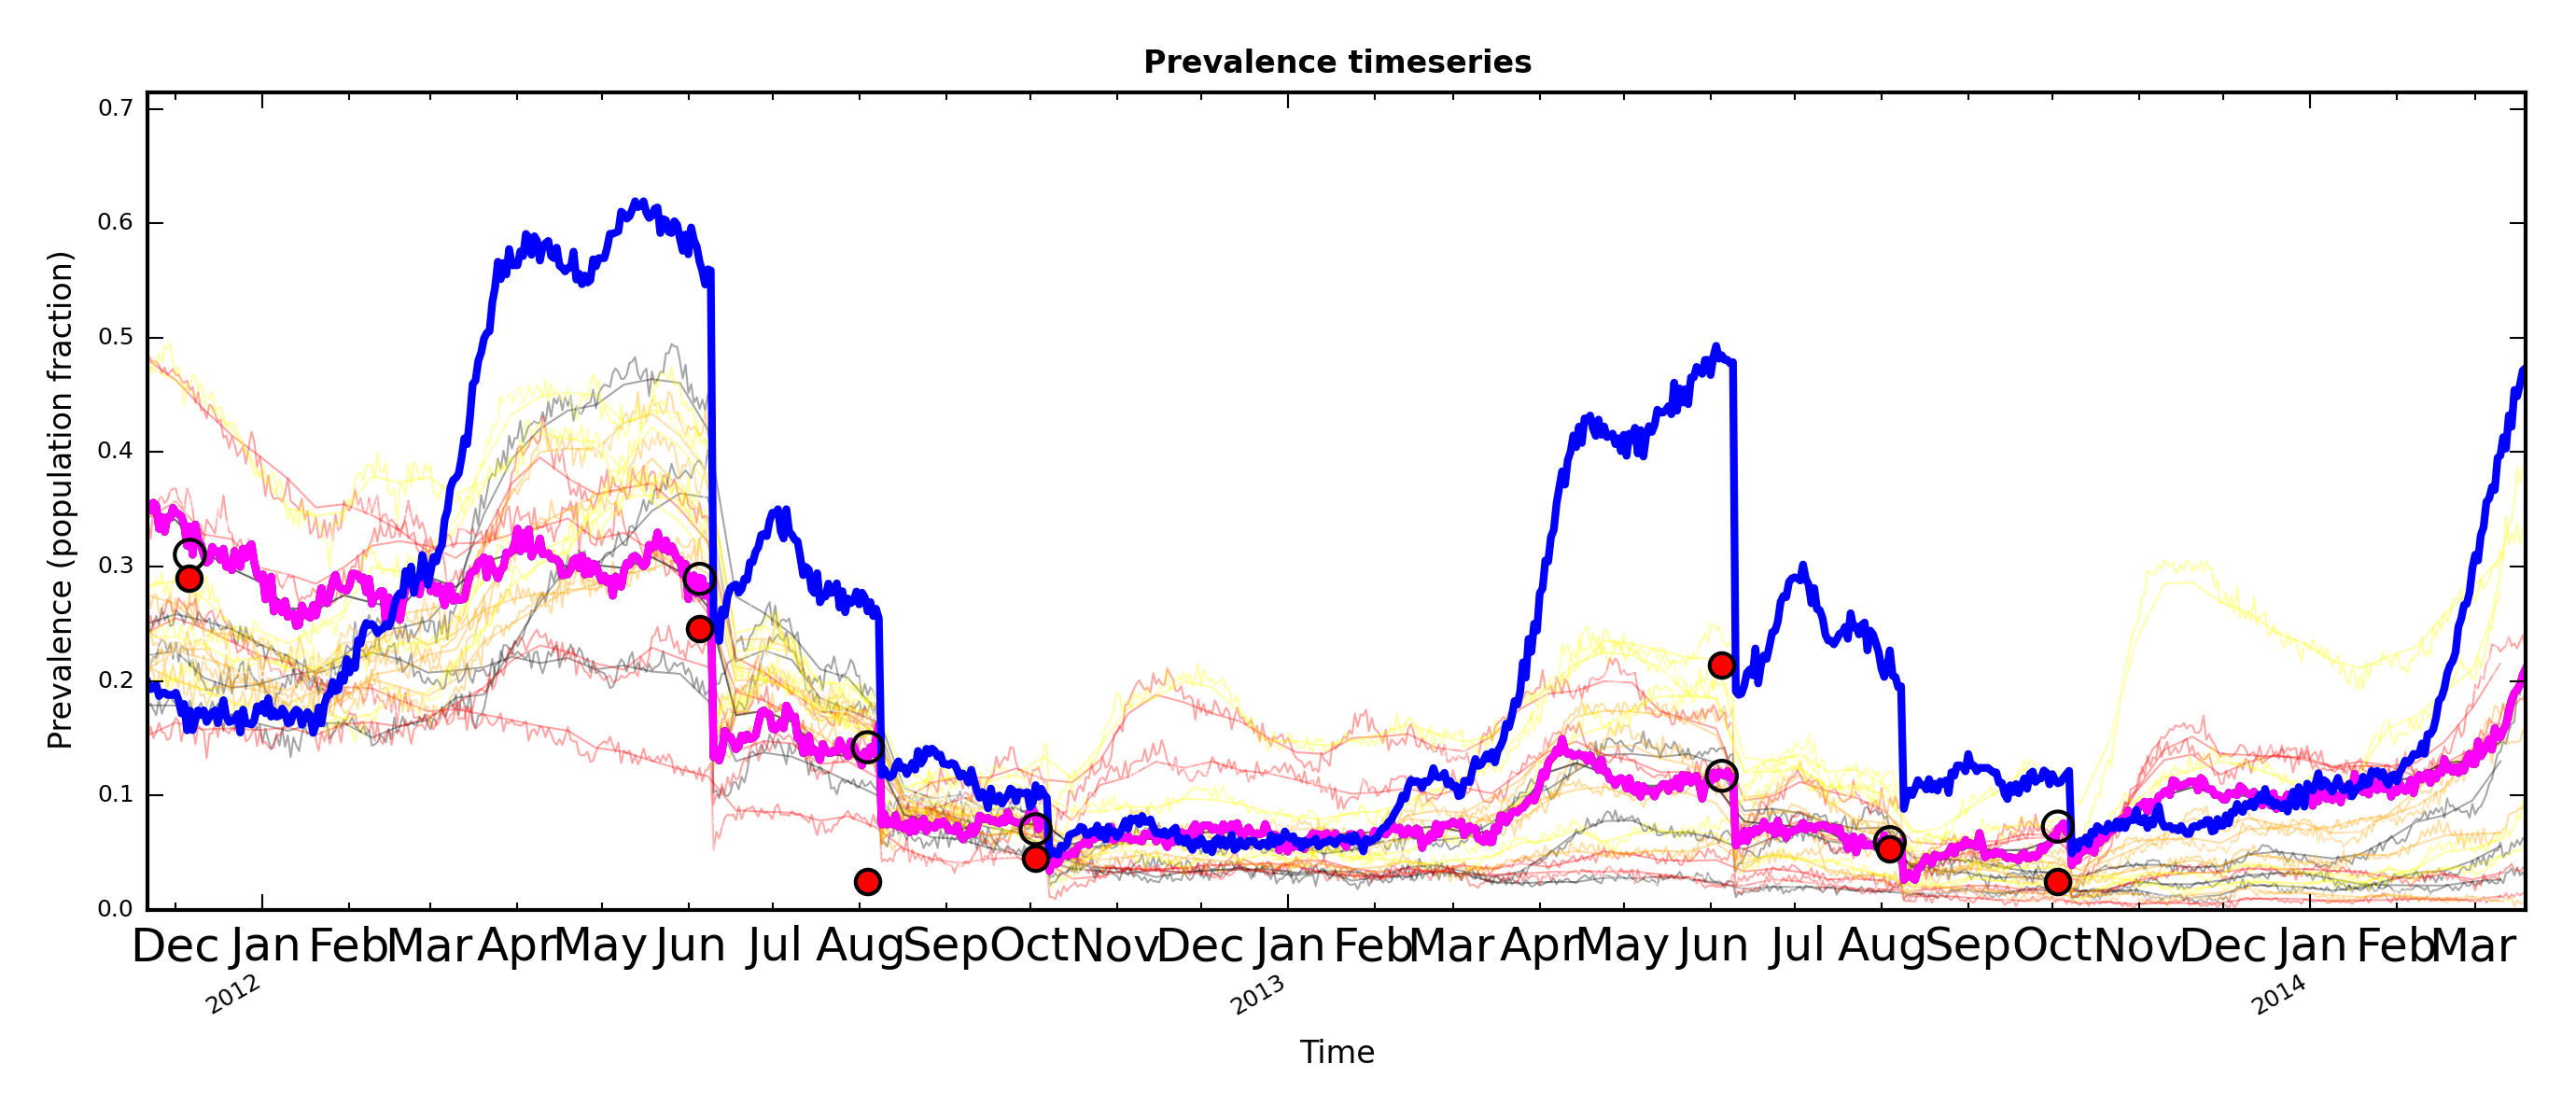 Prevalence timeseries
Prevalence (population fraction)
0.7
0.6
0.5
0.4
0.3
0.2
0.1
0.0
Dec Jan Feb Mar Apr May Jun Jul Aug Sep Oct Nov Dec Jan Feb Mar Apr May Jun Jul Aug Sep Oct Nov Dec Jan Feb Mar
2012 2013 2014
Time